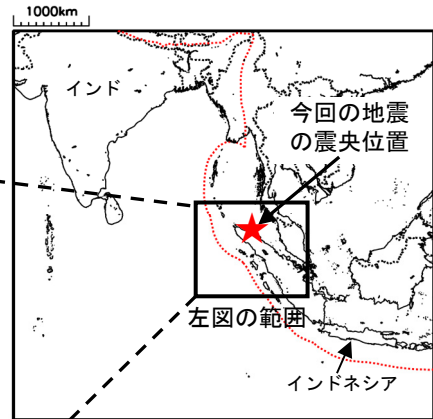 1000km
インド
今回の地震
の震央位置
左図の範囲
インドネシア